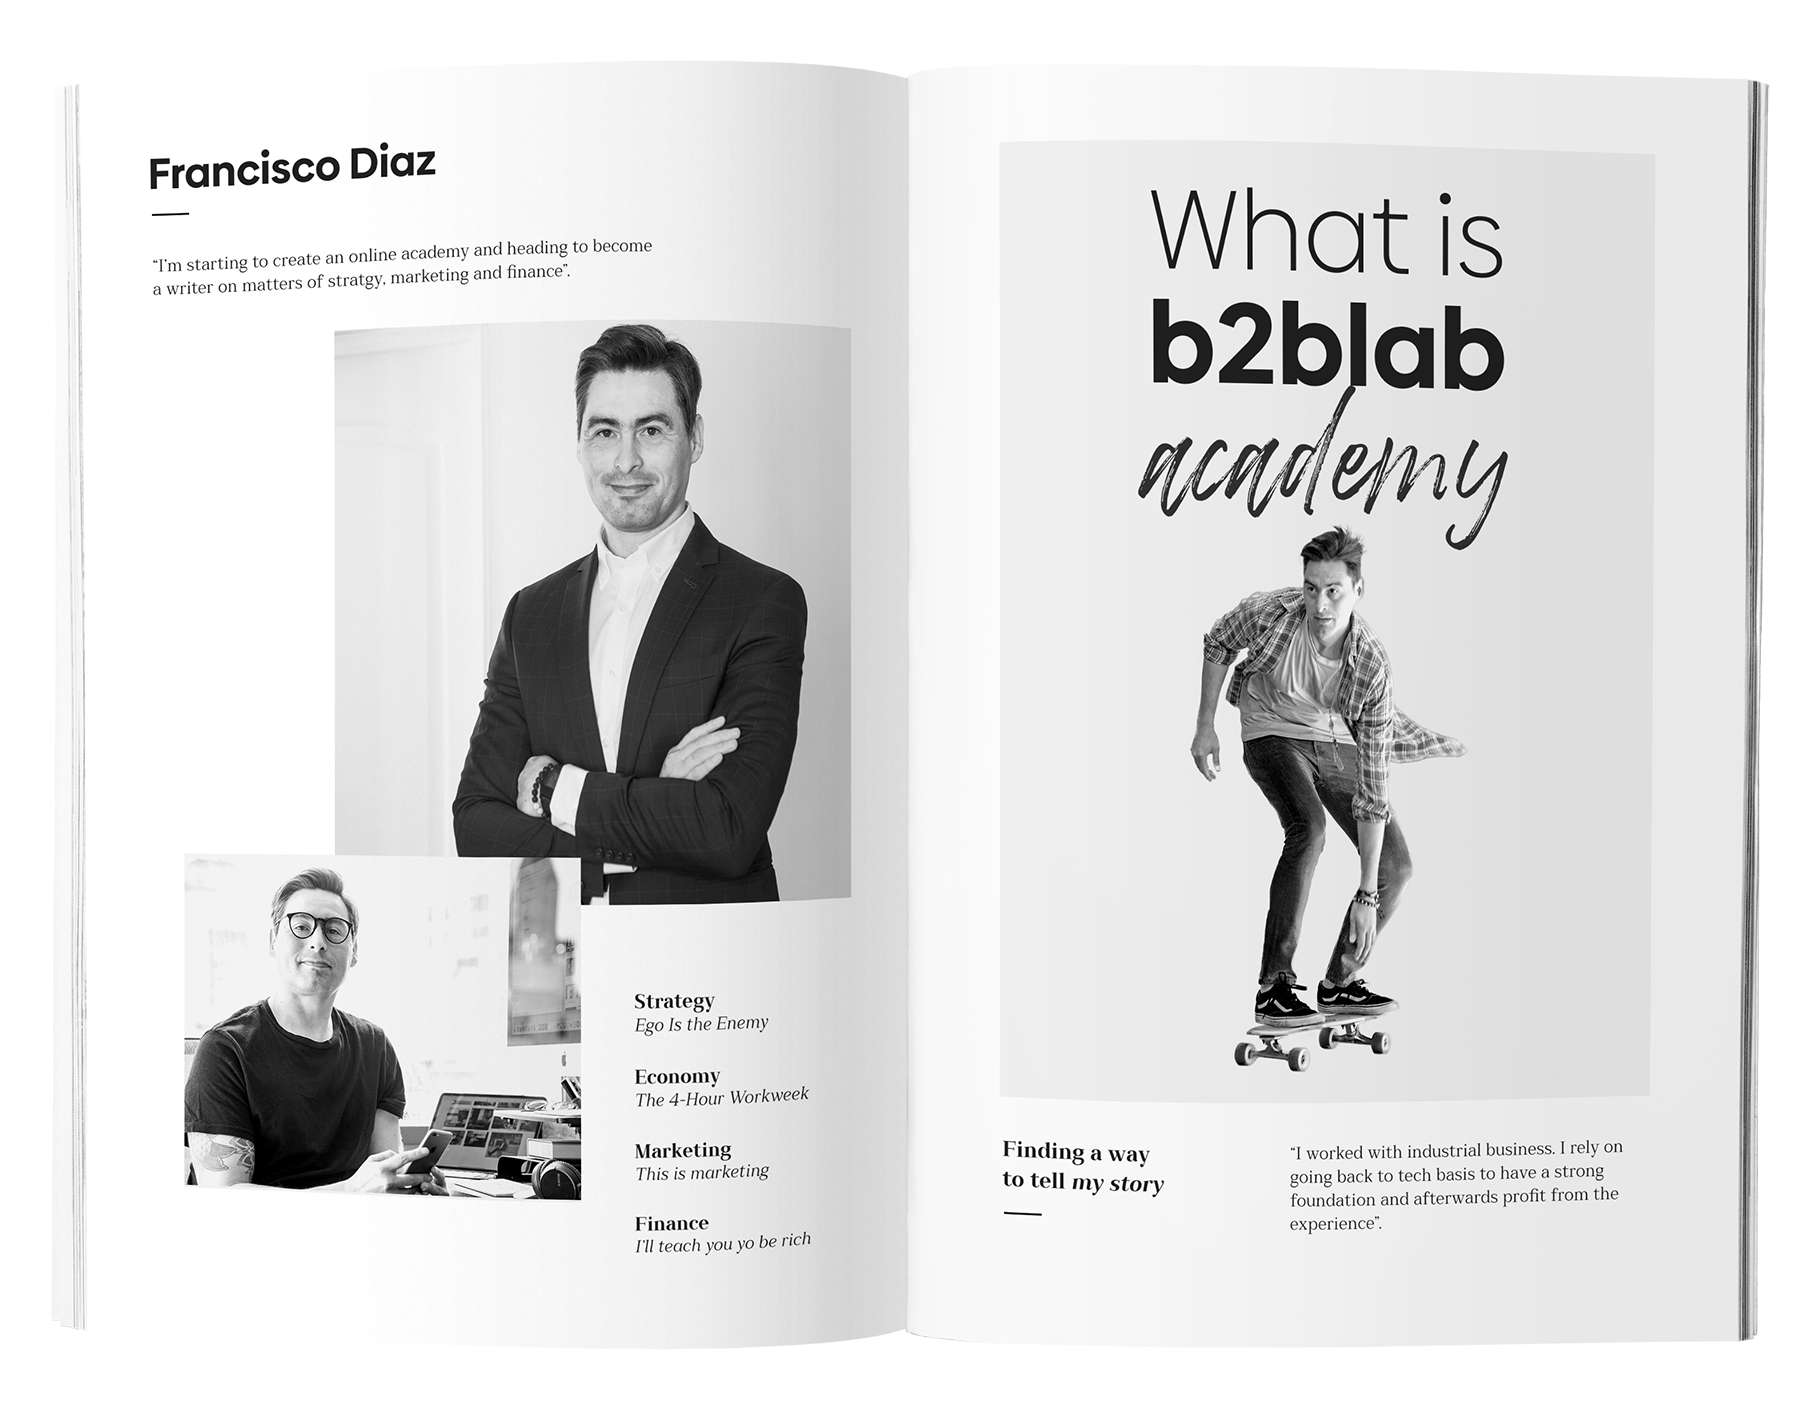 Francisco Diaz
“I’m starting to create an online academy and heading to become
a writer on matters of stratgy, marketing and finance”.
Strategy
Ego Is the Enemy
Economy
The 4-Hour Workweek
Marketing
This is marketing
Finance
I’ll teach you yo be rich
What is
b2blab
academy
Finding a way
to tell my story
“I worked with industrial business. I rely on
going back to tech basis to have a strong
foundation and afterwards profit from the
experience”.